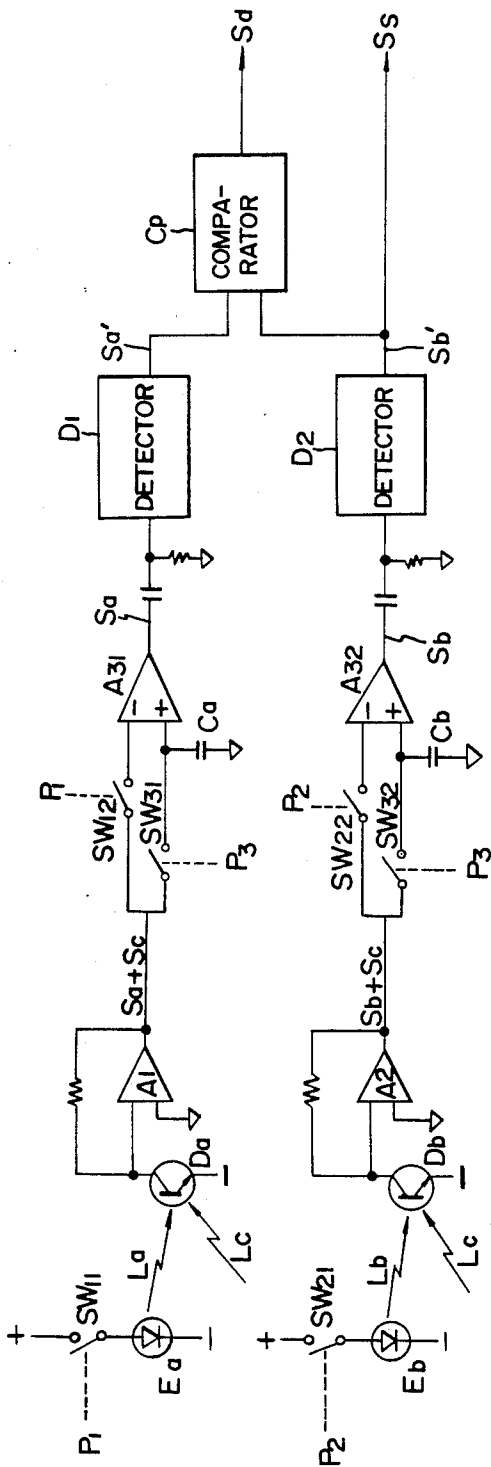 P1
SW11
+
Ea
−
La
Lc
Da
−
A1
Sa+Sc
P1
SW12
SW31
P3
−
+
A31
Ca
Sa
D1
DETECTOR
Sa'
Cp
COMPA-
RATOR
Sd
P2
SW21
+
Eb
−
Lb
Lc
Db
−
A2
Sb+Sc
P2
SW22
SW32
P3
−
+
A32
Cb
Sb
D2
DETECTOR
Sb'
Ss